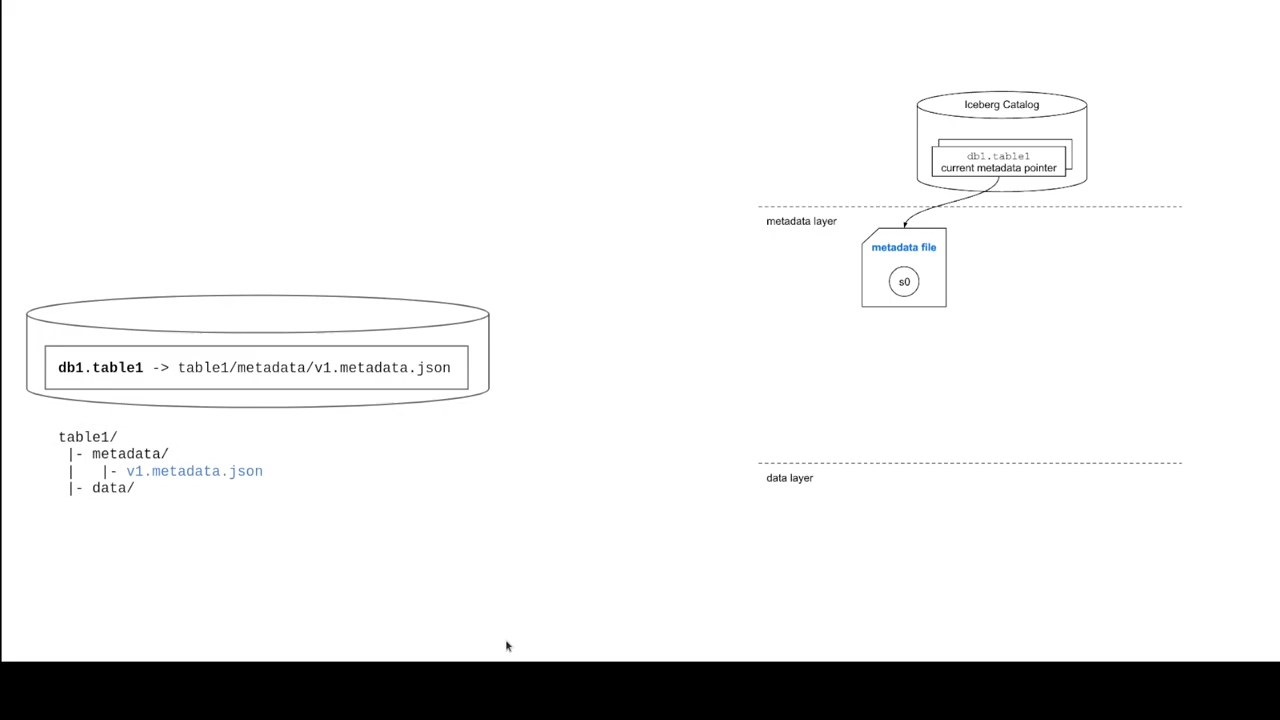 Iceberg Catalog
db1.table1
current metadata pointer
metadata layer
metadata file
s0
db1.table1 -> table1/metadata/v1.metadata.json
table1/
|- metadata/
|   |- v1.metadata.json
|- data/
data layer